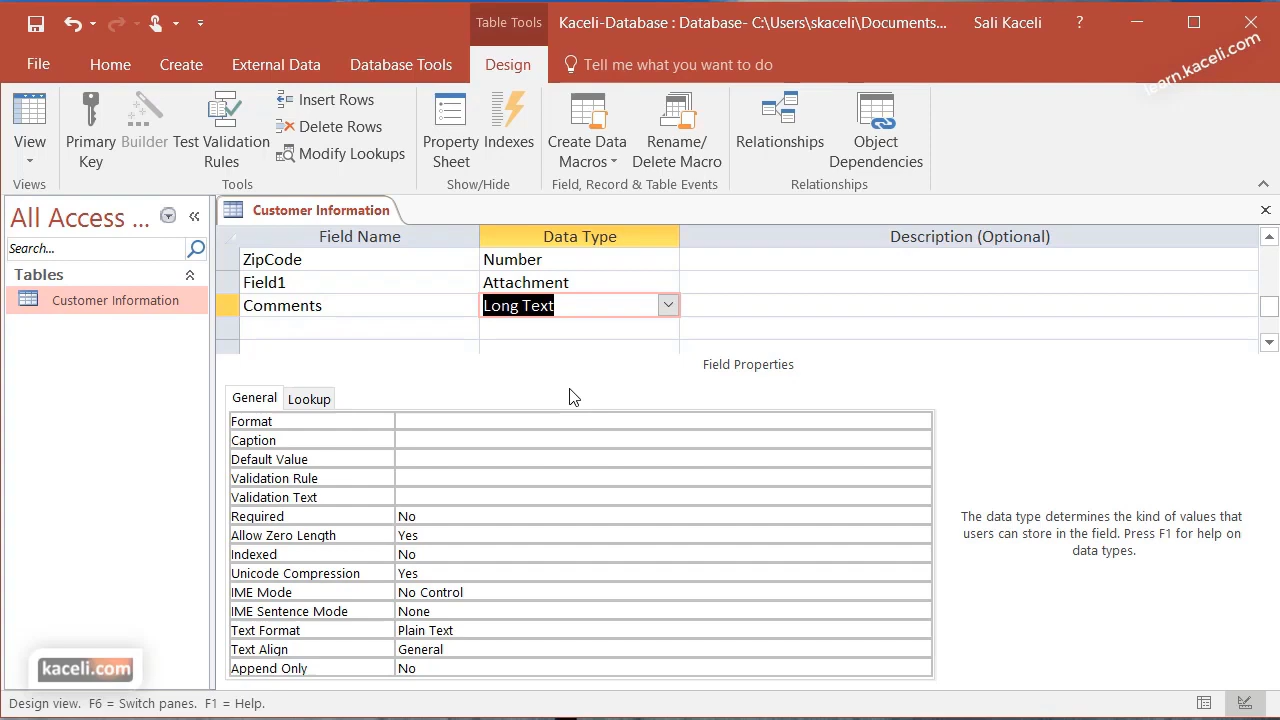 Table Tools
Kaceli-Database : Database- C:\Users\skaceli\Documents...
Sali Kaceli
?
learn.kaceli.com
File
Home
Create
External Data
Database Tools
Design
Tell me what you want to do
View
Primary Key
Builder
Test Validation Rules
Insert Rows
Delete Rows
Modify Lookups
Property Sheet
Indexes
Create Data Macros
Rename/ Delete Macro
Relationships
Object Dependencies
Views
Tools
Show/Hide
Field, Record & Table Events
Relationships
All Access ...
Search...
Tables
Customer Information
Customer Information
Field Name Data Type Description (Optional)
ZipCode Number
Field1 Attachment
Comments Long Text
Field Properties
General Lookup
Format
Caption
Default Value
Validation Rule
Validation Text
Required No
Allow Zero Length Yes
Indexed No
Unicode Compression Yes
IME Mode No Control
IME Sentence Mode None
Text Format Plain Text
Text Align General
Append Only No
The data type determines the kind of values that
users can store in the field. Press F1 for help on
data types.
kaceli.com
Design view. F6 = Switch panes. F1 = Help.